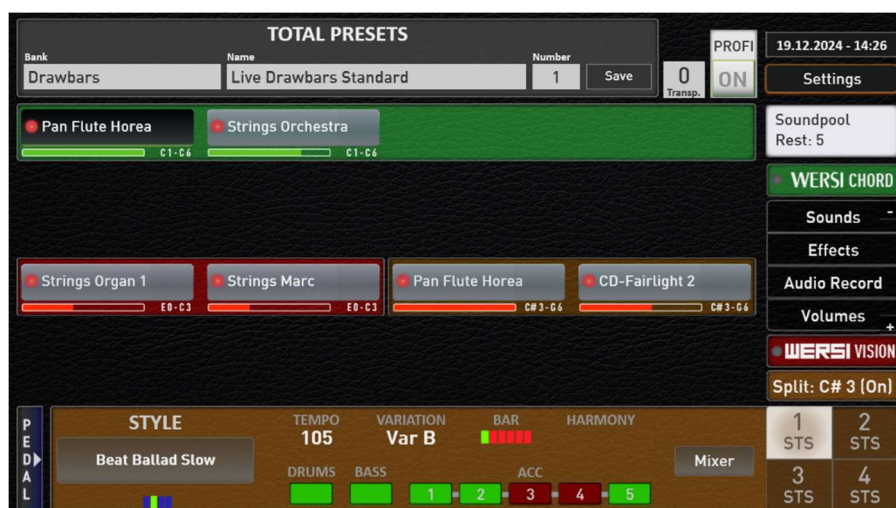 TOTAL PRESETS
Bank Name Number
Drawbars Live Drawbars Standard 1 Save
0
Transp.
PROFI
ON
19.12.2024 - 14:26
Settings
Pan Flute Horea Strings Orchestra
C1-C6 C1-C6
Soundpool
Rest: 5
WERSI CHORD
Sounds -
Effects
Audio Record
Volumes +
WERSI VISION
Split: C# 3 (On)
Strings Organ 1 Strings Marc Pan Flute Horea CD-Fairlight 2
E0-C3 E0-C3 C#3-G6 C#3-G6
PEDAL
STYLE TEMPO VARIATION BAR HARMONY
105 Var B
Beat Ballad Slow
Mixer
DRUMS BASS ACC
1 - 2 - 3 - 4 - 5
1 STS
2 STS
3 STS
4 STS